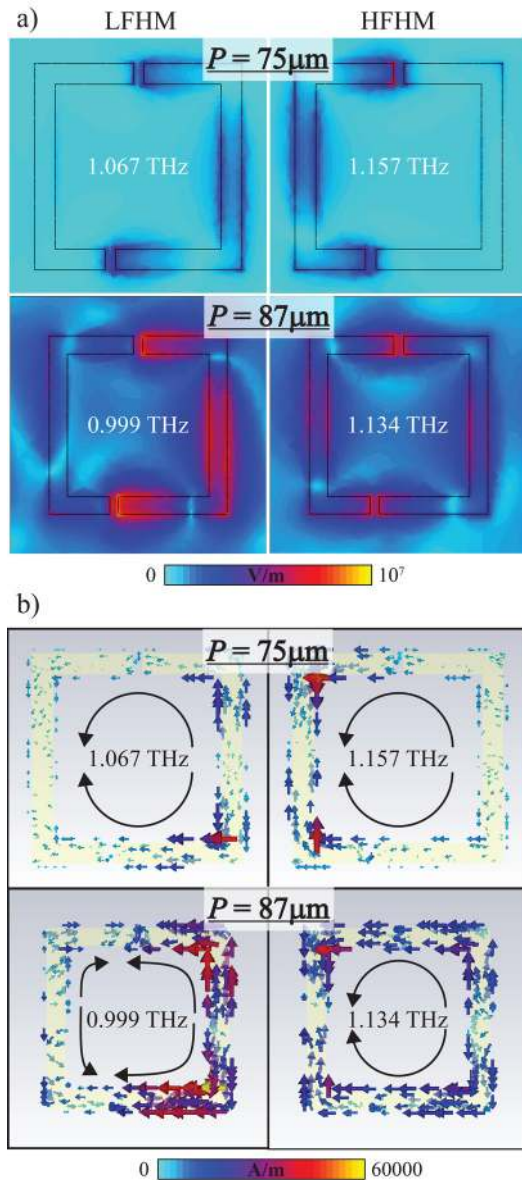 a)
LFHM HFHM
P = 75μm
1.067 THz 1.157 THz
P = 87μm
0.999 THz 1.134 THz
0 V/m 10⁷
b)
P = 75μm
1.067 THz 1.157 THz
P = 87μm
0.999 THz 1.134 THz
0 A/m 60000